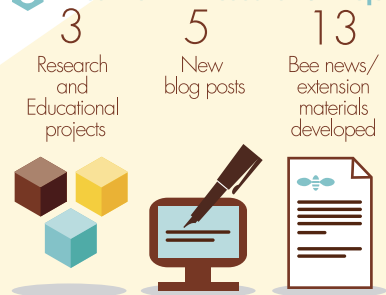 3
Research
and
Educational
projects
5
New
blog posts
13
Bee news/
extension
materials
developed